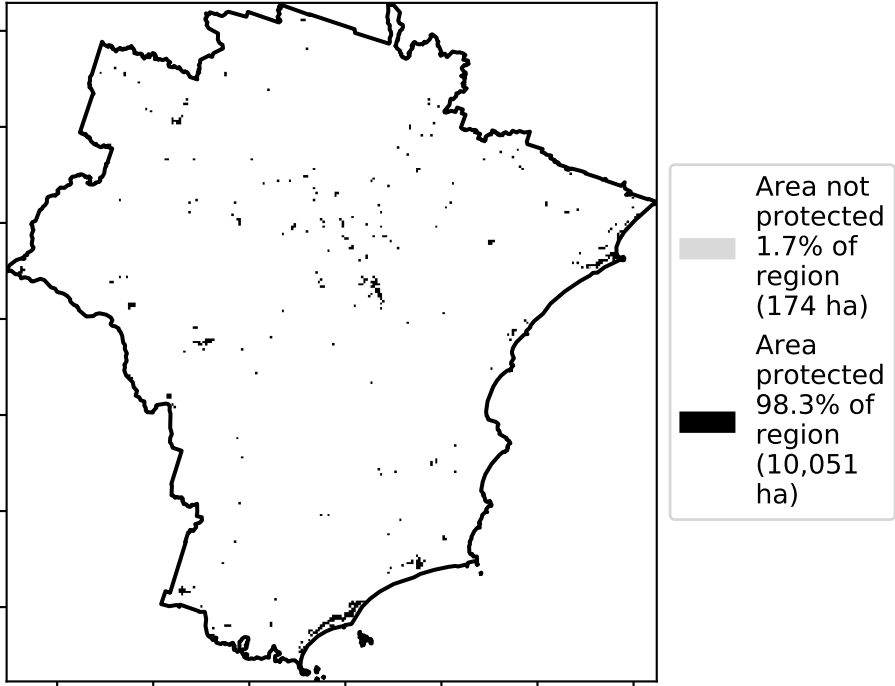 Area not
protected
1.7% of
region
(174 ha)
Area
protected
98.3% of
region
(10,051
ha)